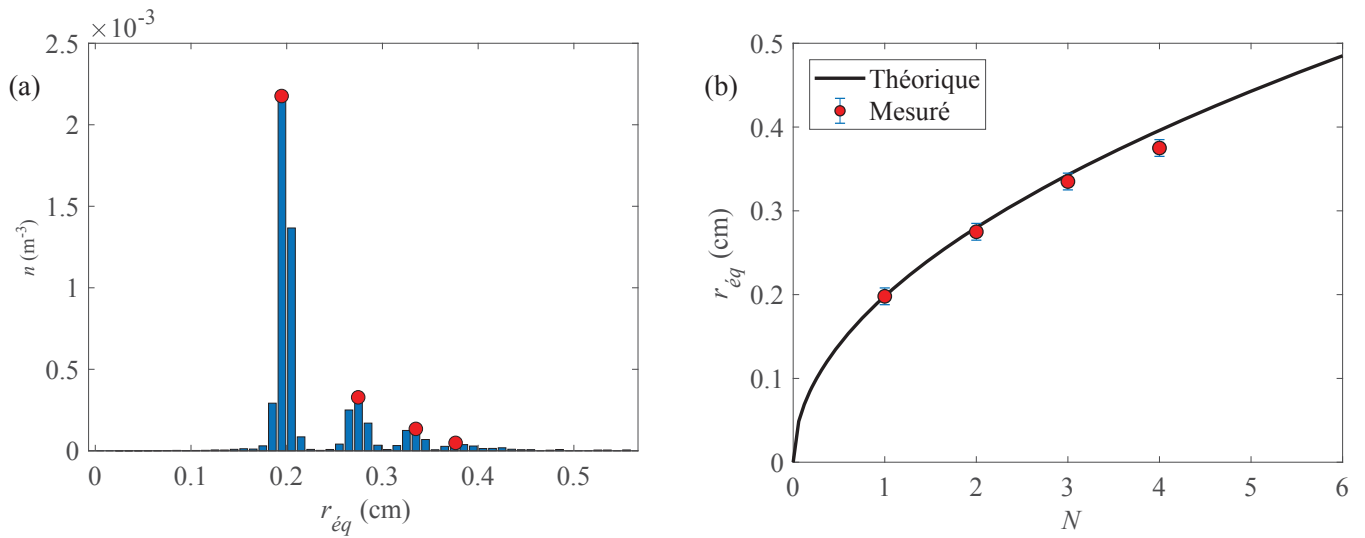 (a)
×10⁻³
2.5
2
1.5
1
0.5
0
n (m⁻³)
0 0.1 0.2 0.3 0.4 0.5
r_éq (cm)
(b)
Théorique
Mesuré
0.5
0.4
0.3
0.2
0.1
0
r_éq (cm)
0 1 2 3 4 5 6
N